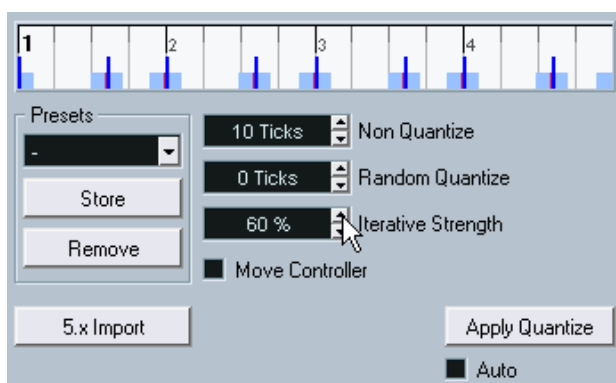 1 2 3 4
Presets
-
Store
Remove
10 Ticks Non Quantize
0 Ticks Random Quantize
60 % Iterative Strength
Move Controller
5.x Import
Apply Quantize
Auto